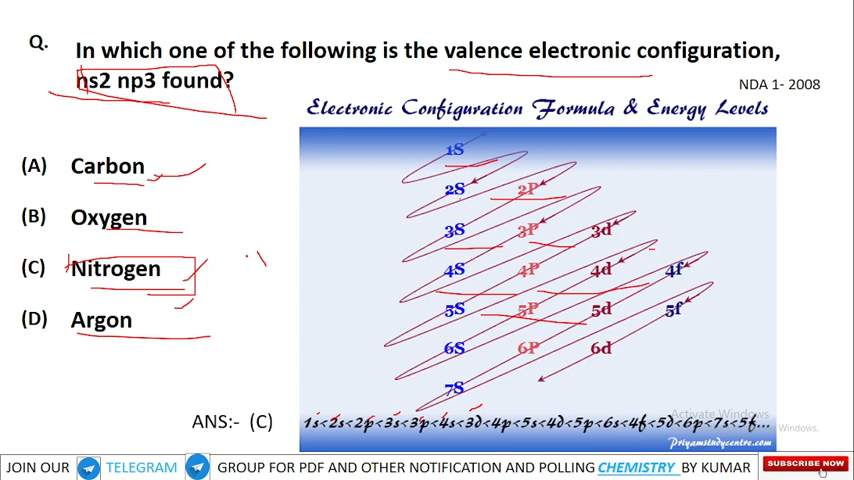 Q. In which one of the following is the valence electronic configuration,
ns2 np3 found?
NDA 1- 2008
Electronic Configuration Formula & Energy Levels
(A) Carbon
(B) Oxygen
(C) Nitrogen
(D) Argon
1S
2S 2P
3S 3P 3d
4S 4P 4d 4f
5S 5P 5d 5f
6S 6P 6d
7S
ANS:- (C)
1s<2s<2p<3s<3p<4s<3d<4p<5s<4d<5p<6s<4f<5d<6p<7s<5f...
Activate Windows
Windows.
Priyamstudycentre.com
JOIN OUR TELEGRAM GROUP FOR PDF AND OTHER NOTIFICATION AND POLLING CHEMISTRY BY KUMAR
SUBSCRIBE NOW